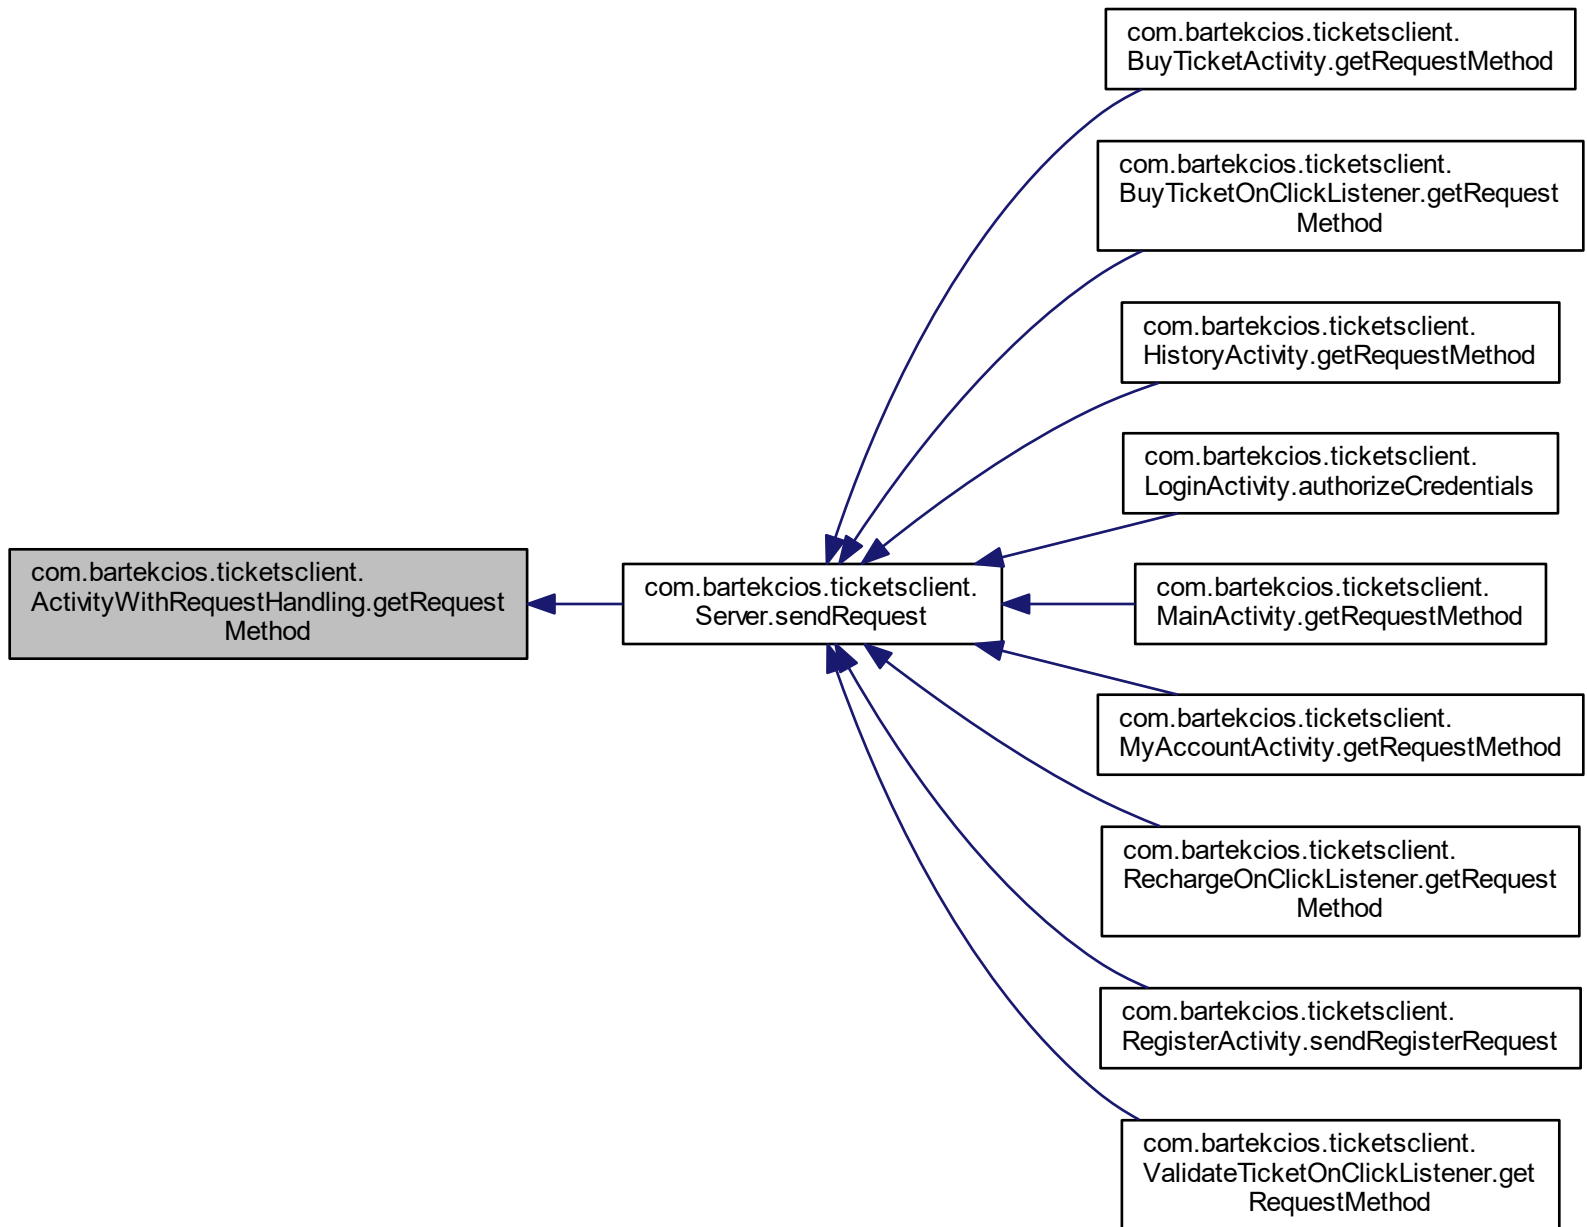 com.bartekcios.ticketsclient.
BuyTicketActivity.getRequestMethod
com.bartekcios.ticketsclient.
BuyTicketOnClickListener.getRequest
Method
com.bartekcios.ticketsclient.
HistoryActivity.getRequestMethod
com.bartekcios.ticketsclient.
LoginActivity.authorizeCredentials
com.bartekcios.ticketsclient.
ActivityWithRequestHandling.getRequest
Method
com.bartekcios.ticketsclient.
Server.sendRequest
com.bartekcios.ticketsclient.
MainActivity.getRequestMethod
com.bartekcios.ticketsclient.
MyAccountActivity.getRequestMethod
com.bartekcios.ticketsclient.
RechargeOnClickListener.getRequest
Method
com.bartekcios.ticketsclient.
RegisterActivity.sendRegisterRequest
com.bartekcios.ticketsclient.
ValidateTicketOnClickListener.get
RequestMethod